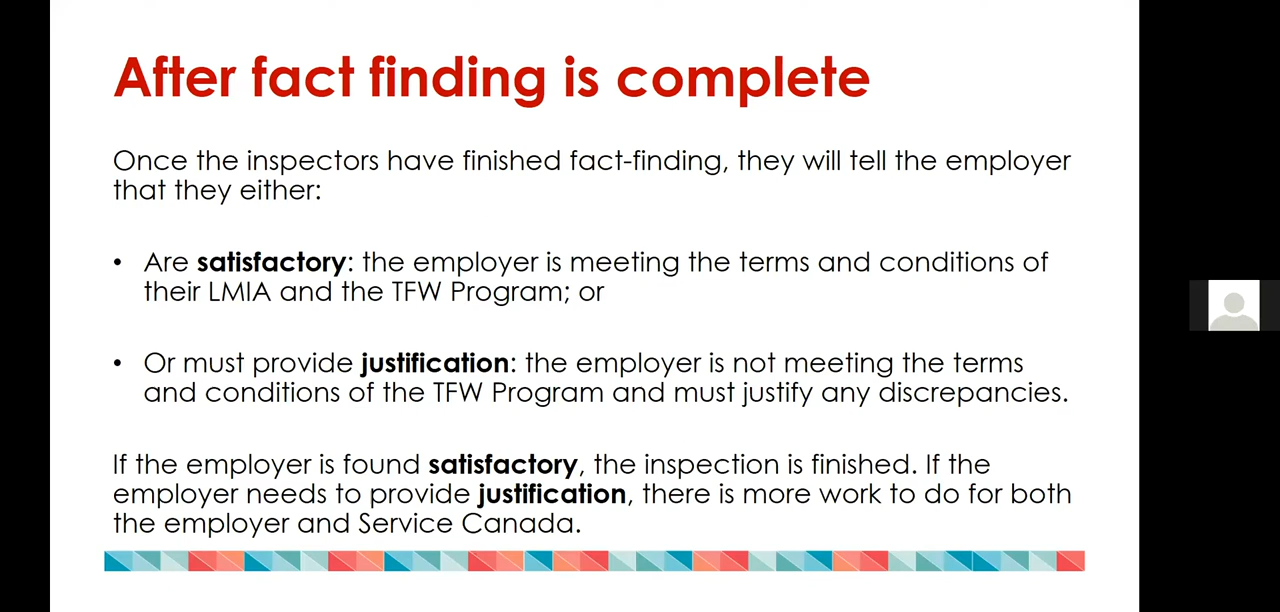 After fact finding is complete
Once the inspectors have finished fact-finding, they will tell the employer
that they either:
• Are satisfactory: the employer is meeting the terms and conditions of
their LMIA and the TFW Program; or
• Or must provide justification: the employer is not meeting the terms
and conditions of the TFW Program and must justify any discrepancies.
If the employer is found satisfactory, the inspection is finished. If the
employer needs to provide justification, there is more work to do for both
the employer and Service Canada.